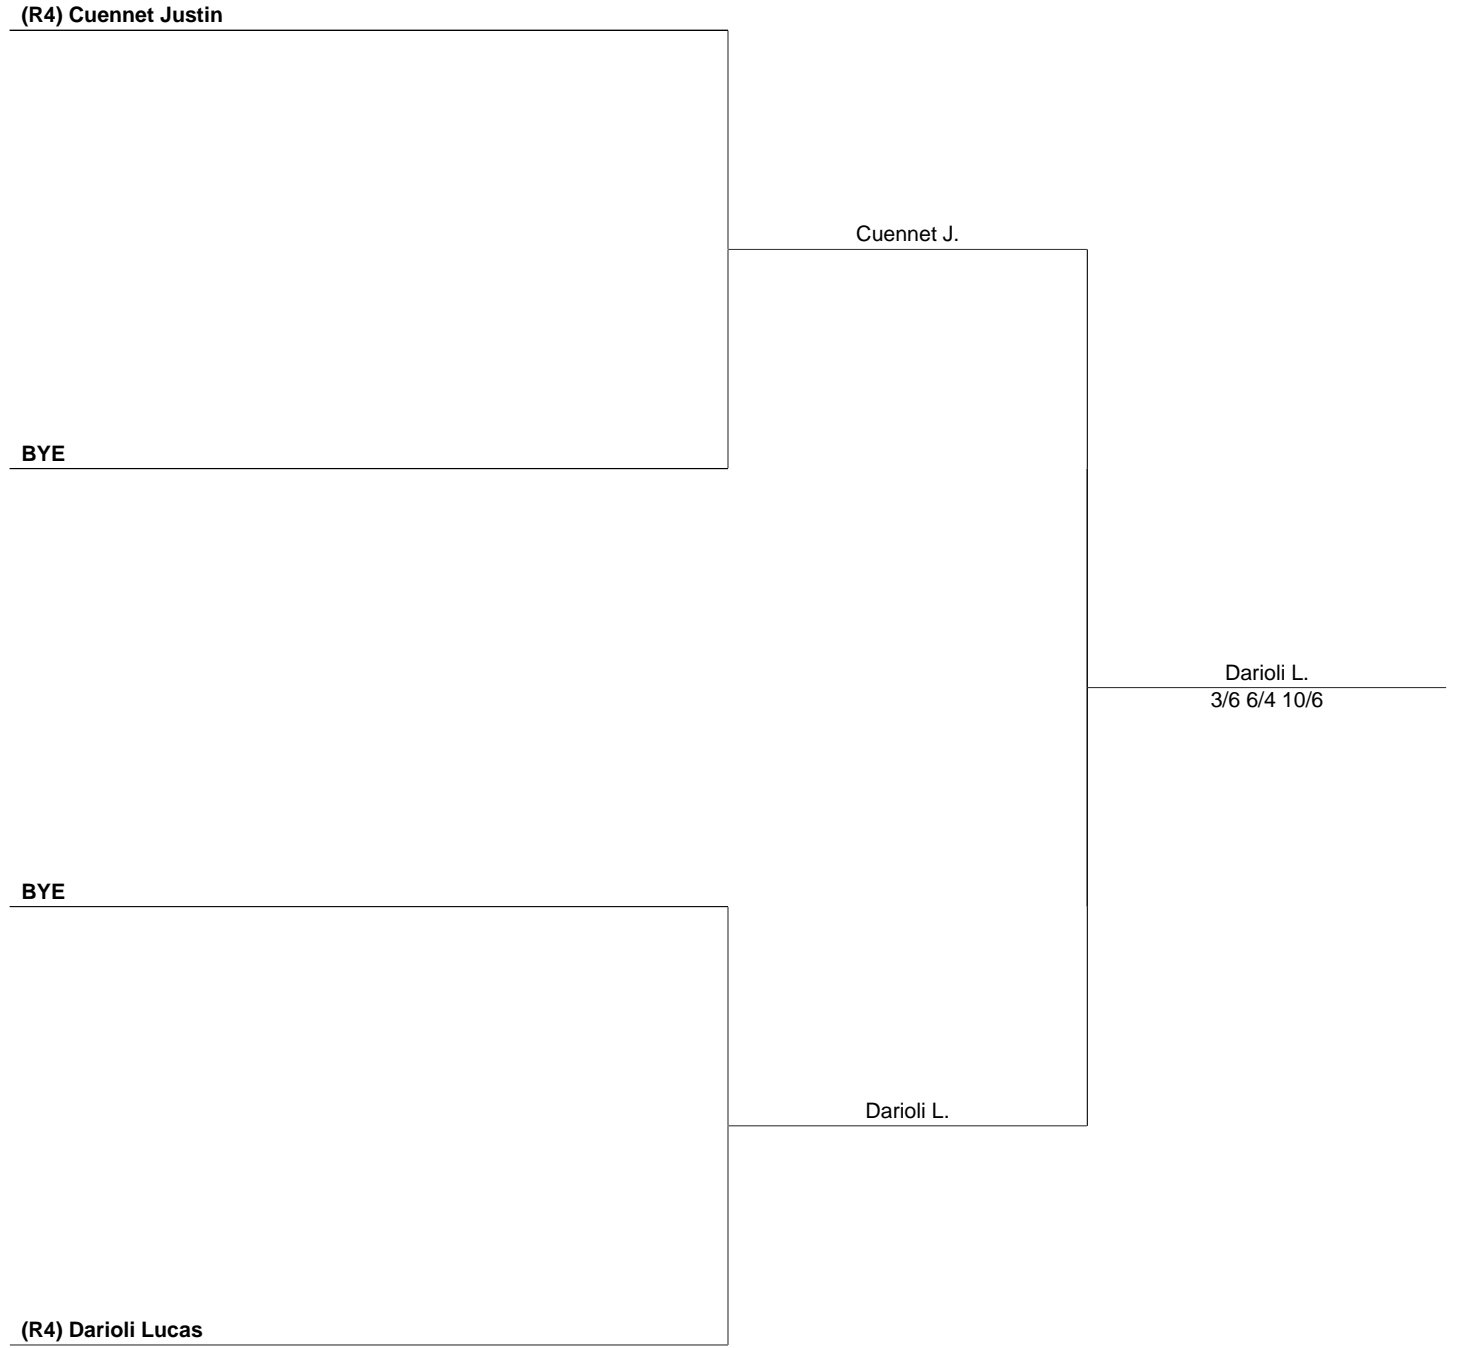 (R4) Cuennet Justin
Cuennet J.
BYE
Darioli L.
3/6 6/4 10/6
BYE
Darioli L.
(R4) Darioli Lucas